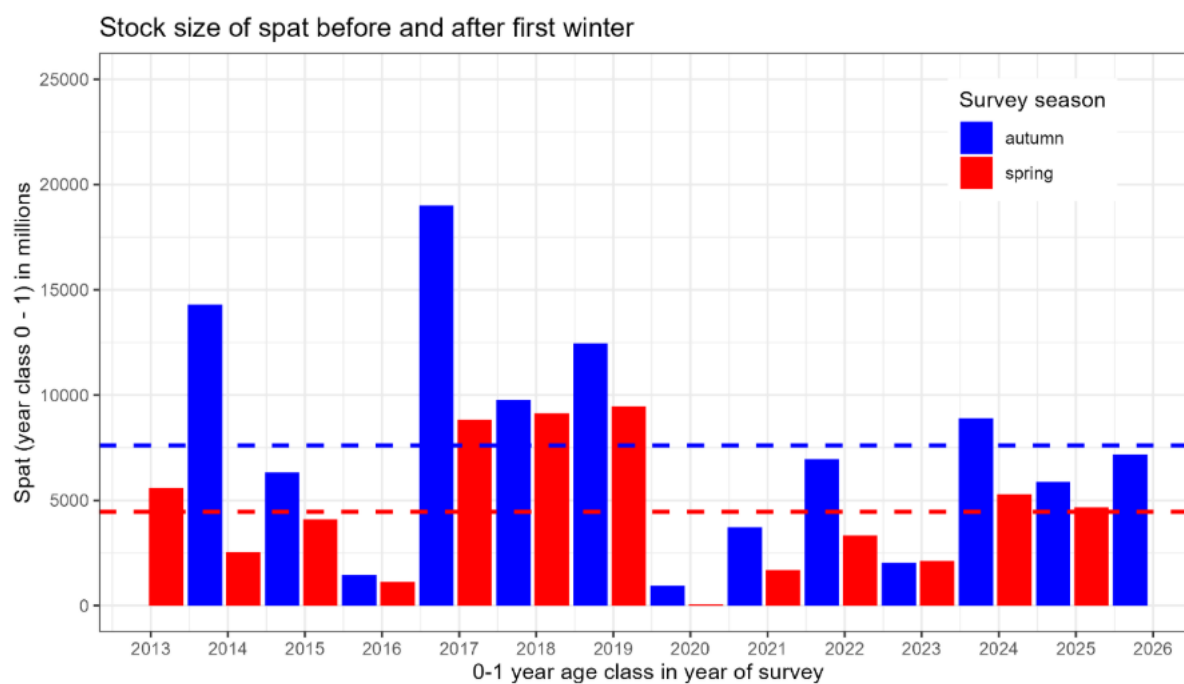 Stock size of spat before and after first winter
Spat (year class 0 - 1) in millions
25000
20000
15000
10000
5000
0
Survey season
autumn
spring
2013 2014 2015 2016 2017 2018 2019 2020 2021 2022 2023 2024 2025 2026
0-1 year age class in year of survey